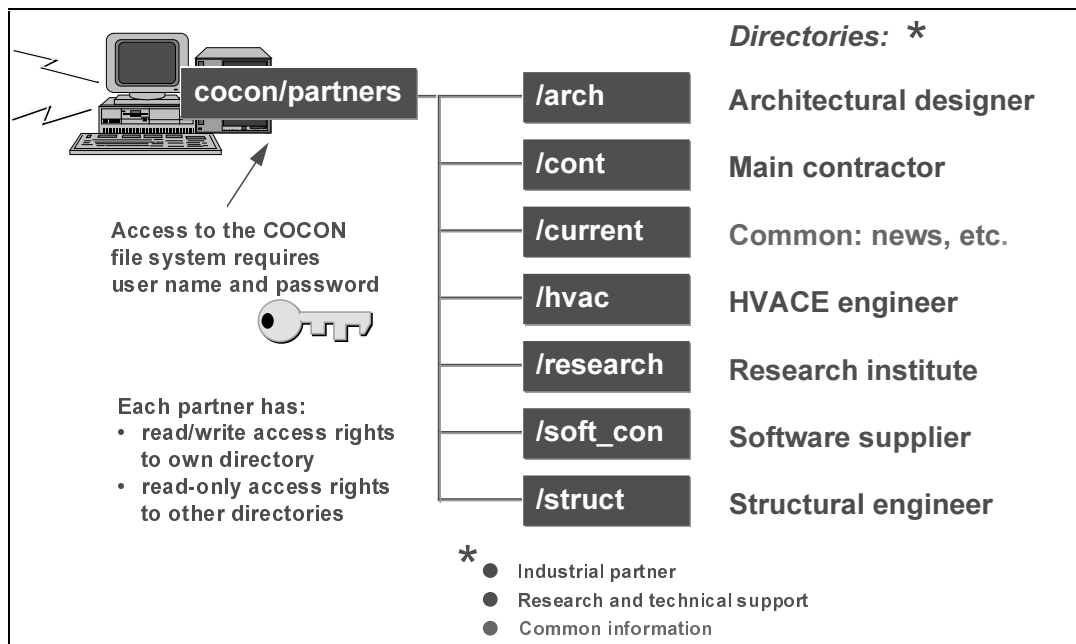 Directories: *
cocon/partners
/arch
Architectural designer
/cont
Main contractor
/current
Common: news, etc.
/hvac
HVACE engineer
/research
Research institute
/soft_con
Software supplier
/struct
Structural engineer
Access to the COCON
file system requires
user name and password
Each partner has:
• read/write access rights
to own directory
• read-only access rights
to other directories
*
● Industrial partner
● Research and technical support
● Common information